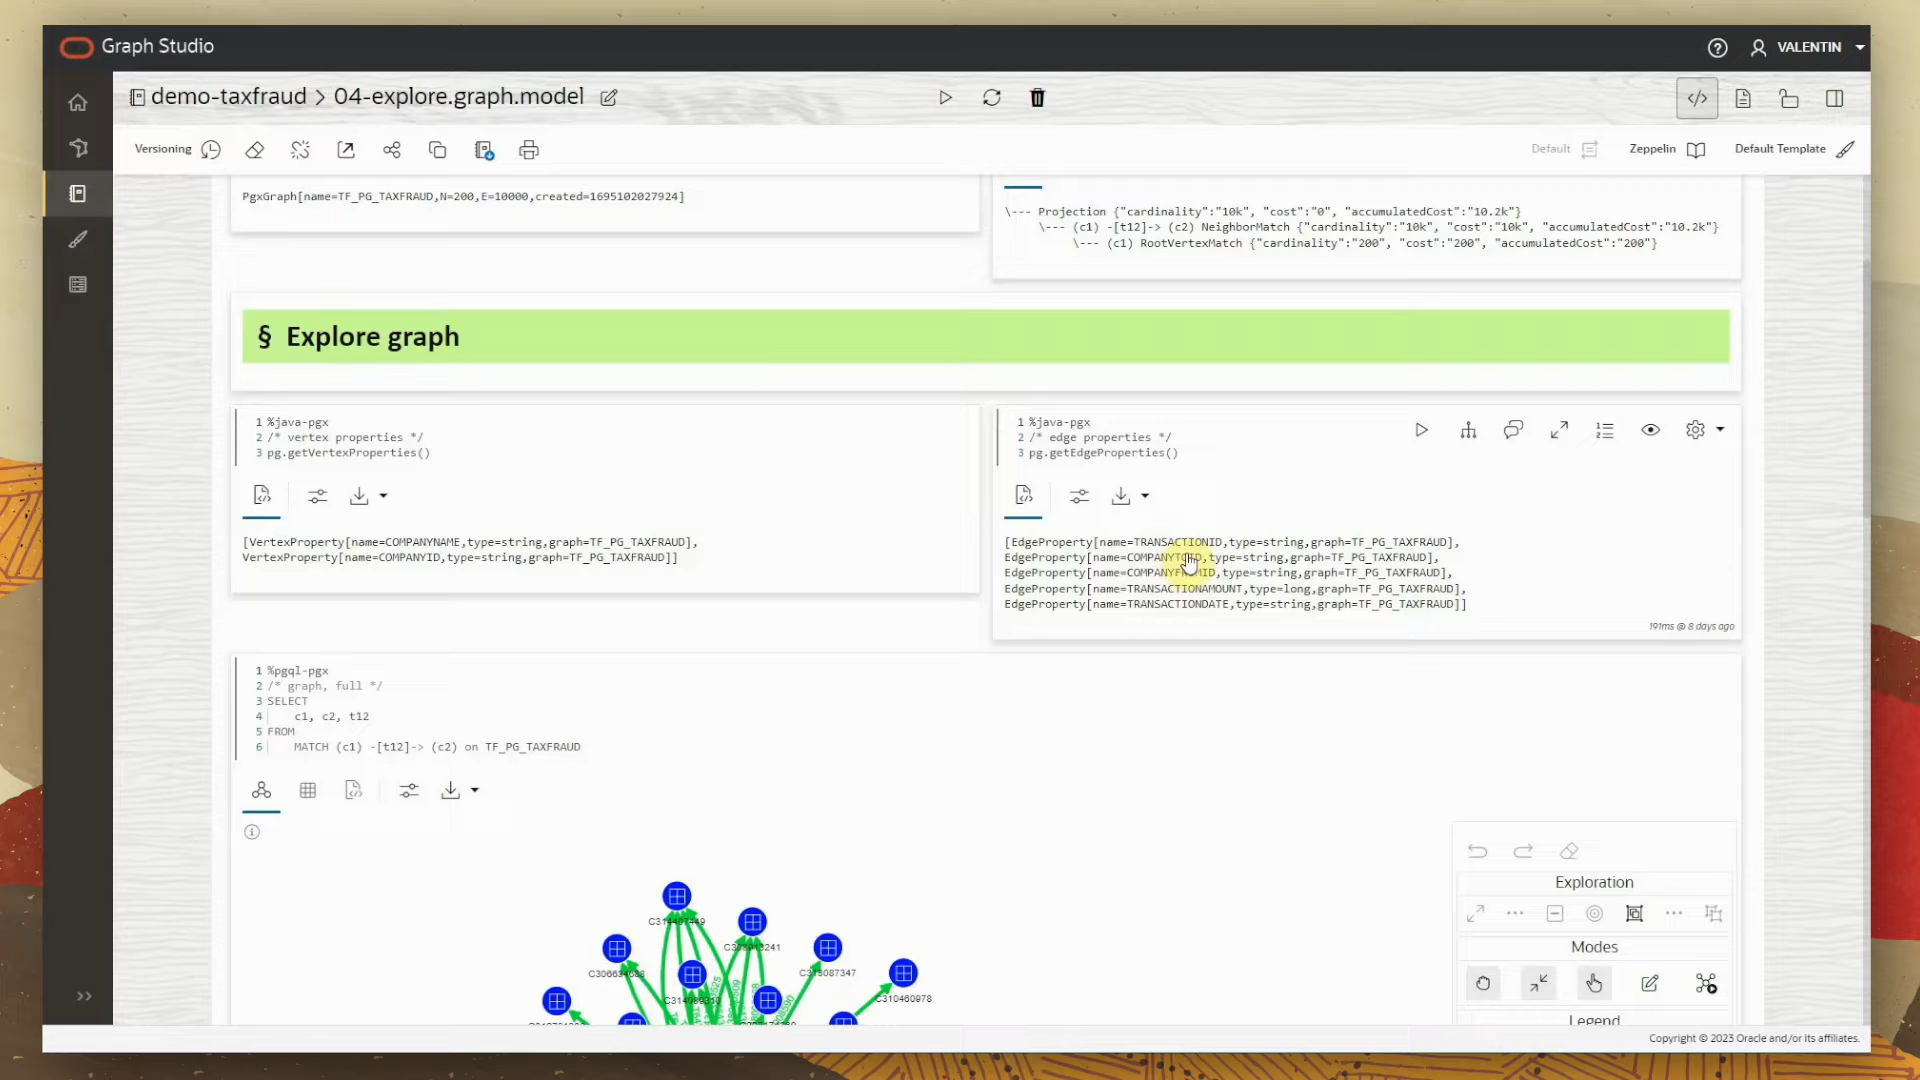 Graph Studio
VALENTIN
demo-taxfraud > 04-explore.graph.model
Versioning
Default
Zeppelin
Default Template
PgxGraph[name=TF_PG_TAXFRAUD,N=200,E=10000,created=1695102027924]
\--- Projection {"cardinality":"10k", "cost":"0", "accumulatedCost":"10.2k"}
\--- (c1) -[t12]-> (c2) NeighborMatch {"cardinality":"10k", "cost":"10k", "accumulatedCost":"10.2k"}
\--- (c1) RootVertexMatch {"cardinality":"200", "cost":"200", "accumulatedCost":"200"}
§ Explore graph
1 %java-pgx
2 /* vertex properties */
3 pg.getVertexProperties()
[VertexProperty[name=COMPANYNAME,type=string,graph=TF_PG_TAXFRAUD],
VertexProperty[name=COMPANYID,type=string,graph=TF_PG_TAXFRAUD]]
1 %java-pgx
2 /* edge properties */
3 pg.getEdgeProperties()
[EdgeProperty[name=TRANSACTIONID,type=string,graph=TF_PG_TAXFRAUD],
EdgeProperty[name=COMPANYTOID,type=string,graph=TF_PG_TAXFRAUD],
EdgeProperty[name=COMPANYFROMID,type=string,graph=TF_PG_TAXFRAUD],
EdgeProperty[name=TRANSACTIONAMOUNT,type=long,graph=TF_PG_TAXFRAUD],
EdgeProperty[name=TRANSACTIONDATE,type=string,graph=TF_PG_TAXFRAUD]]
191ms @ 8 days ago
1 %pgql-pgx
2 /* graph, full */
3 SELECT
4 c1, c2, t12
5 FROM
6 MATCH (c1) -[t12]-> (c2) on TF_PG_TAXFRAUD
C313087347
C310460978
Exploration
Modes
Legend
Copyright © 2023 Oracle and/or its affiliates.